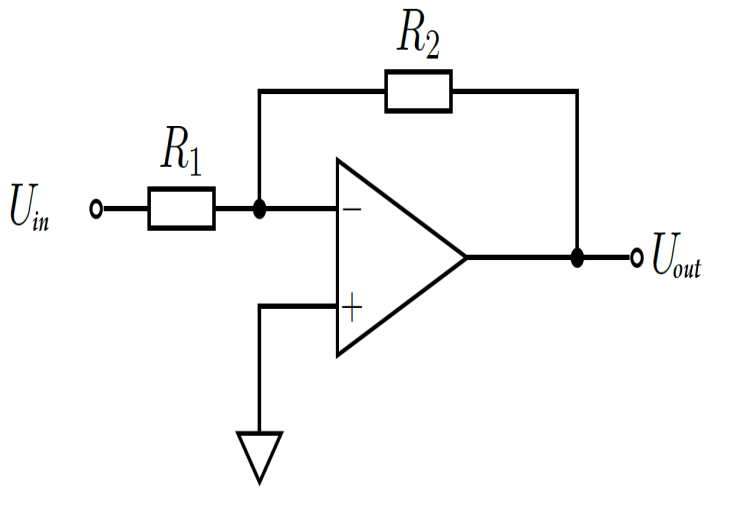 R₂
R₁
Uᵢₙ
−
+
Uₒᵤₜ